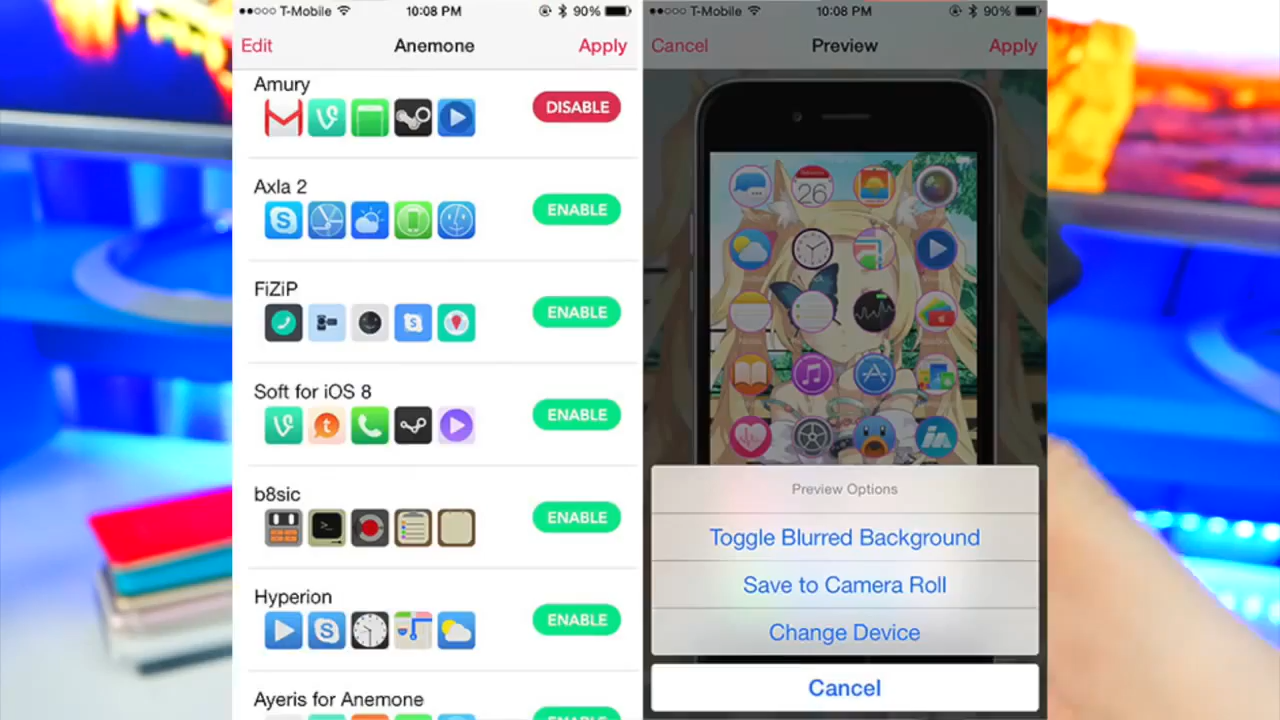 T-Mobile 10:08 PM 90%
Edit Anemone Apply
Amury
DISABLE
Axla 2
ENABLE
FiZiP
ENABLE
Soft for iOS 8
ENABLE
b8sic
ENABLE
Hyperion
ENABLE
Ayeris for Anemone
T-Mobile 10:08 PM 90%
Cancel Preview Apply
26
Preview Options
Toggle Blurred Background
Save to Camera Roll
Change Device
Cancel